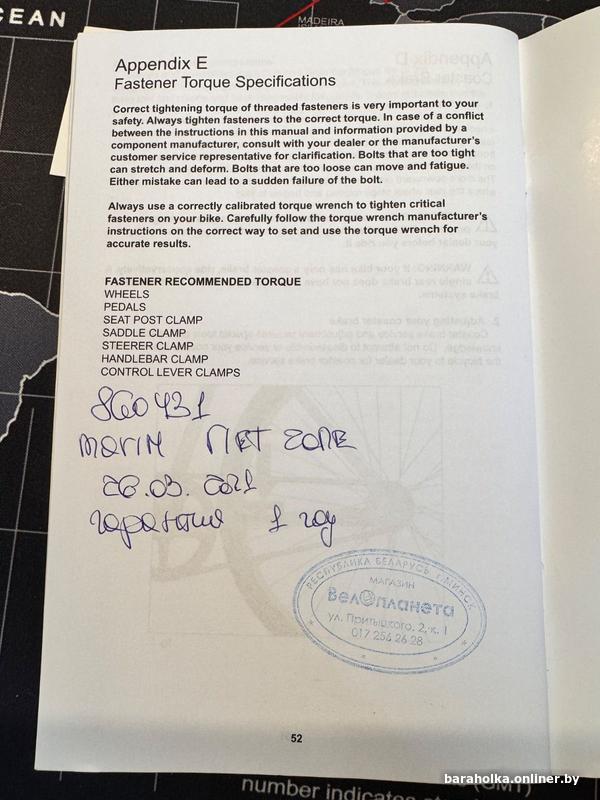 CEAN
MADEIRA
Appendix E
Fastener Torque Specifications
Correct tightening torque of threaded fasteners is very important to your
safety. Always tighten fasteners to the correct torque. In case of a conflict
between the instructions in this manual and information provided by a
component manufacturer, consult with your dealer or the manufacturer's
customer service representative for clarification. Bolts that are too tight
can stretch and deform. Bolts that are too loose can move and fatigue.
Either mistake can lead to a sudden failure of the bolt.
Always use a correctly calibrated torque wrench to tighten critical
fasteners on your bike. Carefully follow the torque wrench manufacturer's
instructions on the correct way to set and use the torque wrench for
accurate results.
FASTENER RECOMMENDED TORQUE
WHEELS
PEDALS
SEAT POST CLAMP
SADDLE CLAMP
STEERER CLAMP
HANDLEBAR CLAMP
CONTROL LEVER CLAMPS
860431
MARIN ZONE
03. 2021
гарантия 1 год
РЕСПУБЛИКА БЕЛАРУСЬ г. МИНСК
МАГАЗИН
Велопланета
ул. Притыцкого, 2, к. 1
017 256 26 28
52
number indicates
(GMT)
baraholka.onliner.by